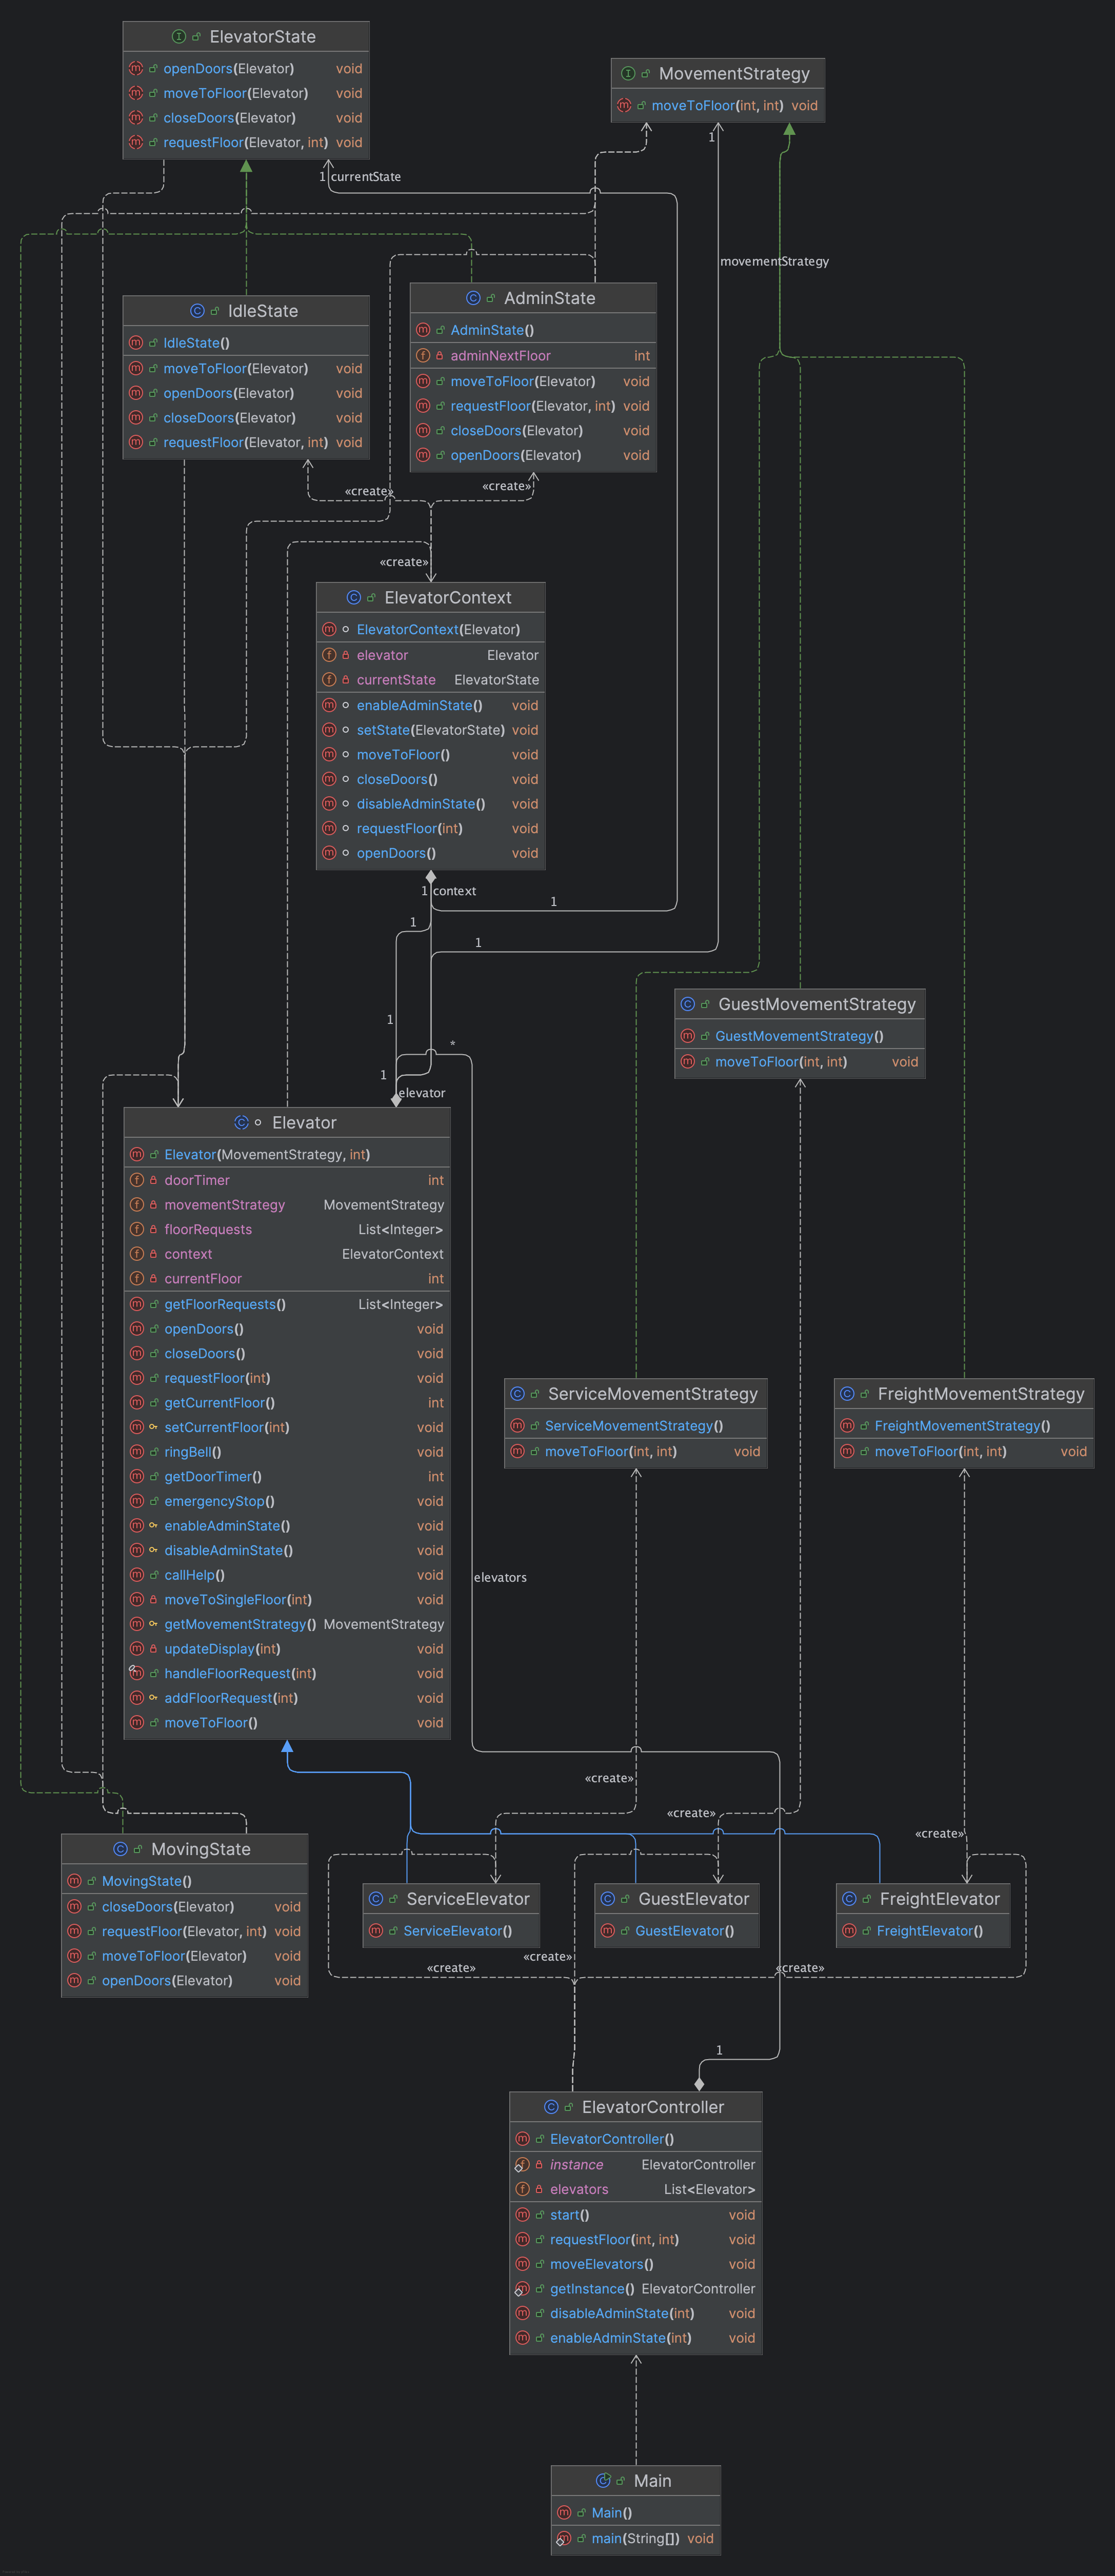 ElevatorState
openDoors(Elevator) void
moveToFloor(Elevator) void
closeDoors(Elevator) void
requestFloor(Elevator, int) void
MovementStrategy
moveToFloor(int, int) void
1
1 currentState
movementStrategy
IdleState
IdleState()
moveToFloor(Elevator) void
openDoors(Elevator) void
closeDoors(Elevator) void
requestFloor(Elevator, int) void
AdminState
AdminState()
adminNextFloor int
moveToFloor(Elevator) void
requestFloor(Elevator, int) void
closeDoors(Elevator) void
openDoors(Elevator) void
«create»
«create»
«create»
ElevatorContext
ElevatorContext(Elevator)
elevator Elevator
currentState ElevatorState
enableAdminState() void
setState(ElevatorState) void
moveToFloor() void
closeDoors() void
disableAdminState() void
requestFloor(int) void
openDoors() void
1 context
1
1
1
1
*
1
elevator
GuestMovementStrategy
GuestMovementStrategy()
moveToFloor(int, int) void
Elevator
Elevator(MovementStrategy, int)
doorTimer int
movementStrategy MovementStrategy
floorRequests List<Integer>
context ElevatorContext
currentFloor int
getFloorRequests() List<Integer>
openDoors() void
closeDoors() void
requestFloor(int) void
getCurrentFloor() int
setCurrentFloor(int) void
ringBell() void
getDoorTimer() int
emergencyStop() void
enableAdminState() void
disableAdminState() void
callHelp() void
moveToSingleFloor(int) void
getMovementStrategy() MovementStrategy
updateDisplay(int) void
handleFloorRequest(int) void
addFloorRequest(int) void
moveToFloor() void
ServiceMovementStrategy
ServiceMovementStrategy()
moveToFloor(int, int) void
FreightMovementStrategy
FreightMovementStrategy()
moveToFloor(int, int) void
elevators
«create»
«create»
«create»
MovingState
MovingState()
closeDoors(Elevator) void
requestFloor(Elevator, int) void
moveToFloor(Elevator) void
openDoors(Elevator) void
ServiceElevator
ServiceElevator()
GuestElevator
GuestElevator()
FreightElevator
FreightElevator()
«create»
«create»
«create»
1
ElevatorController
ElevatorController()
instance ElevatorController
elevators List<Elevator>
start() void
requestFloor(int, int) void
moveElevators() void
getInstance() ElevatorController
disableAdminState(int) void
enableAdminState(int) void
Main
Main()
main(String[]) void